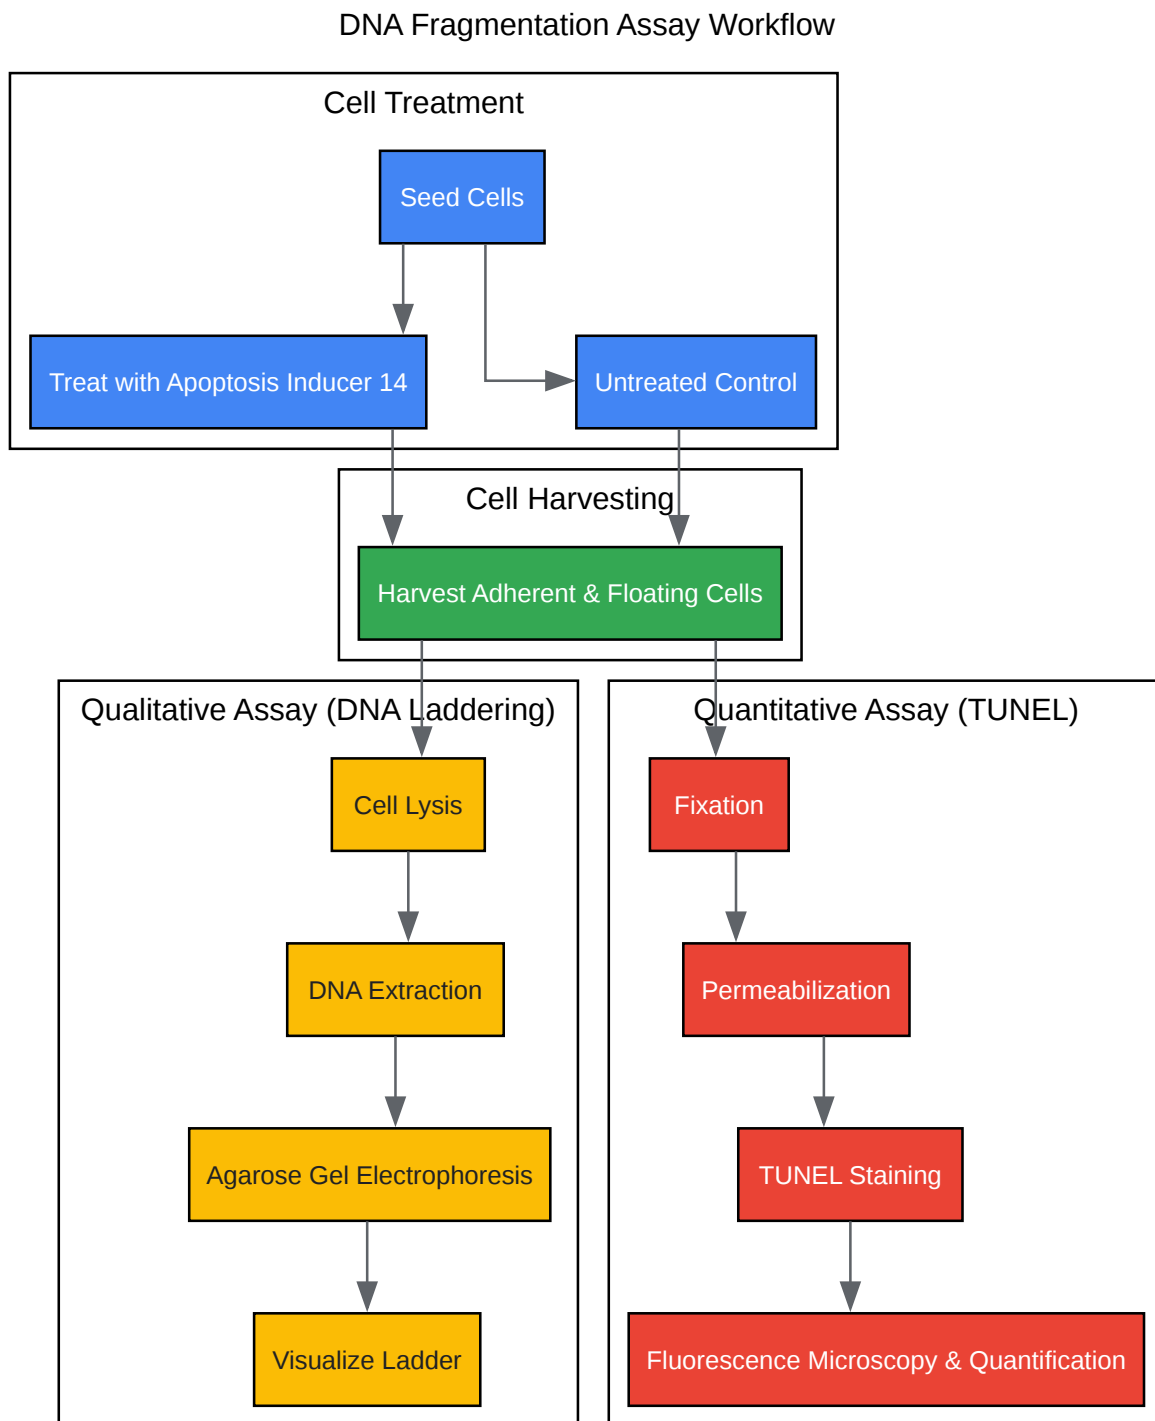 DNA Fragmentation Assay Workflow
Cell Treatment
Seed Cells
Treat with Apoptosis Inducer 14
Untreated Control
Cell Harvesting
Harvest Adherent & Floating Cells
Qualitative Assay (DNA Laddering)
Cell Lysis
DNA Extraction
Agarose Gel Electrophoresis
Visualize Ladder
Quantitative Assay (TUNEL)
Fixation
Permeabilization
TUNEL Staining
Fluorescence Microscopy & Quantification